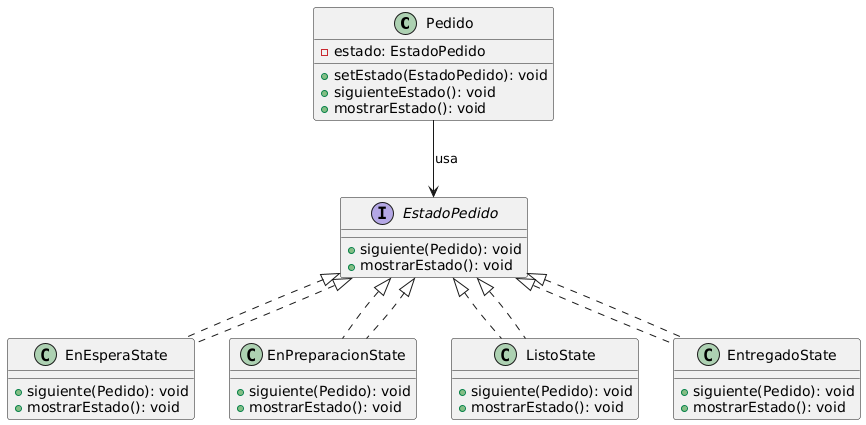 C Pedido
estado: EstadoPedido
setEstado(EstadoPedido): void
siguienteEstado(): void
mostrarEstado(): void
usa
I EstadoPedido
siguiente(Pedido): void
mostrarEstado(): void
C EnEsperaState
siguiente(Pedido): void
mostrarEstado(): void
C EnPreparacionState
siguiente(Pedido): void
mostrarEstado(): void
C ListoState
siguiente(Pedido): void
mostrarEstado(): void
C EntregadoState
siguiente(Pedido): void
mostrarEstado(): void